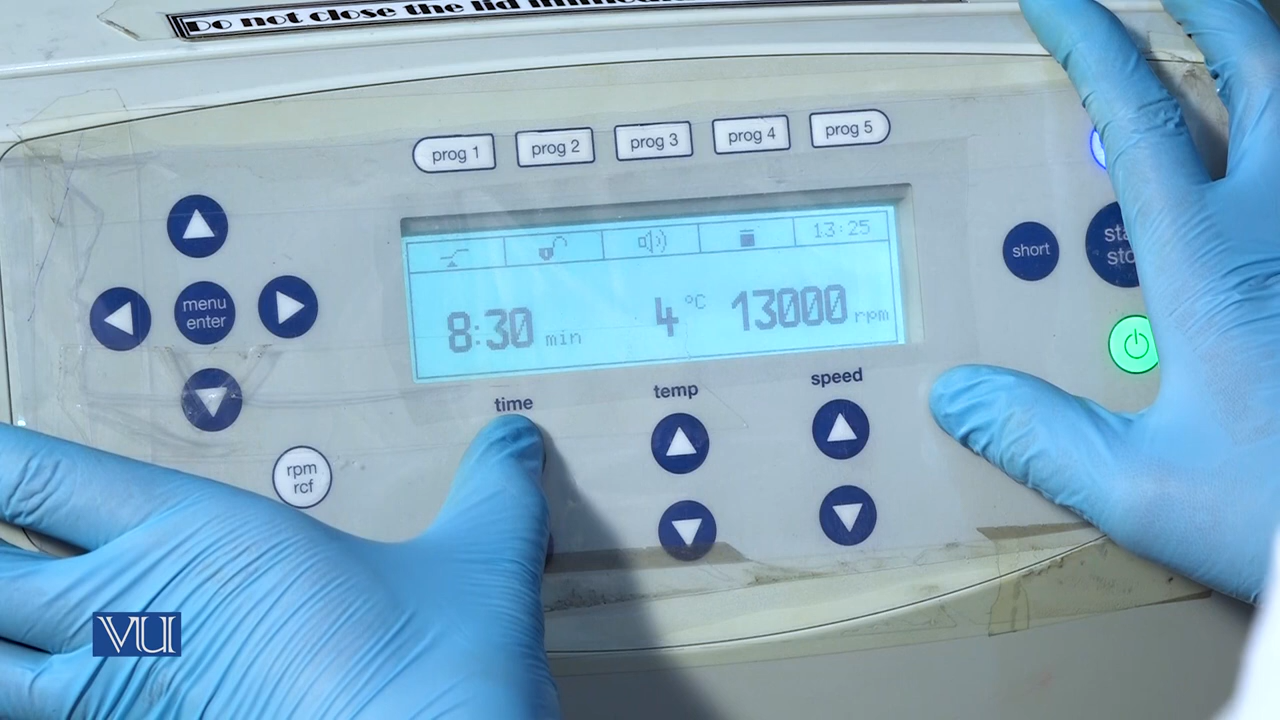 Do not close the lid
prog 1 prog 2 prog 3 prog 4 prog 5
13:25
8:30 min 4 °C 13000 rpm
menu
enter
short
time temp speed
rpm
rcf
VU